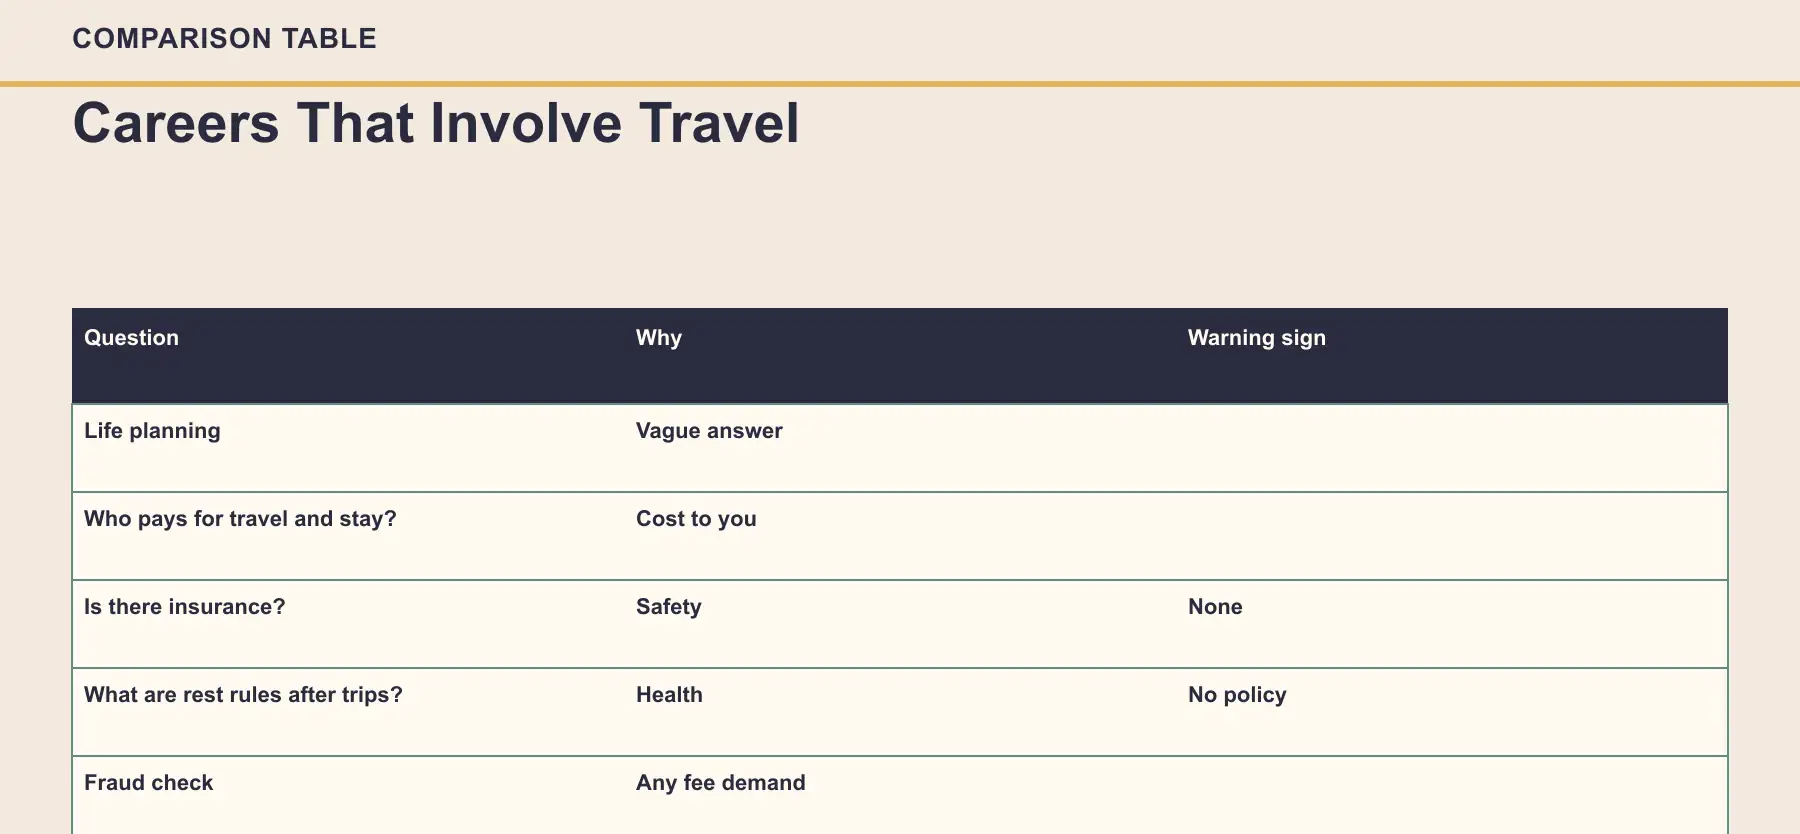 COMPARISON TABLE
Careers That Involve Travel
Question Why Warning sign
Life planning Vague answer
Who pays for travel and stay? Cost to you
Is there insurance? Safety None
What are rest rules after trips? Health No policy
Fraud check Any fee demand